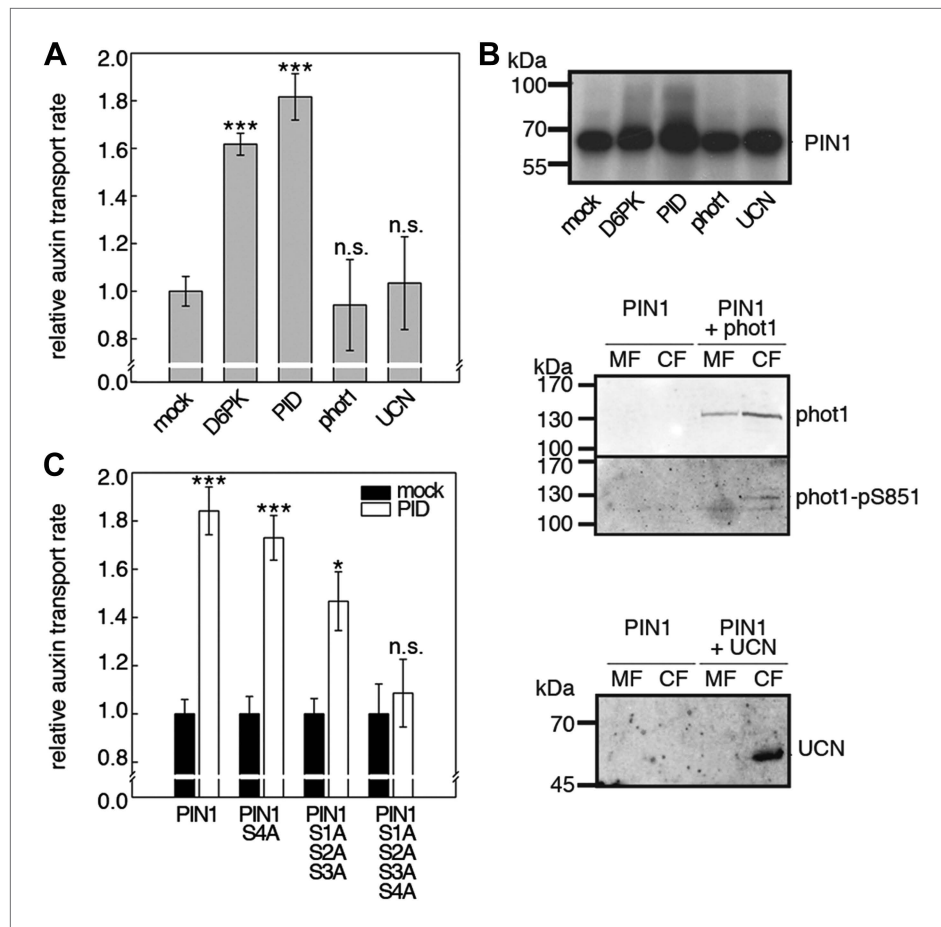 A
2.0
1.8
1.6
1.4
1.2
1.0
0.8
0.0
relative auxin transport rate
***
***
n.s.
n.s.
mock
D6PK
PID
phot1
UCN
B
kDa
100
70
55
PIN1
mock
D6PK
PID
phot1
UCN
PIN1 PIN1
+ phot1
MF CF MF CF
kDa
170
130
100
phot1
170
130
100
phot1-pS851
PIN1 PIN1
+ UCN
MF CF MF CF
kDa
70
45
UCN
C
2.0
1.8
1.6
1.4
1.2
1.0
0.8
0.0
relative auxin transport rate
mock
PID
***
***
*
n.s.
PIN1 PIN1 PIN1 PIN1
S4A S1A S1A
S2A S2A
S3A S3A
S4A